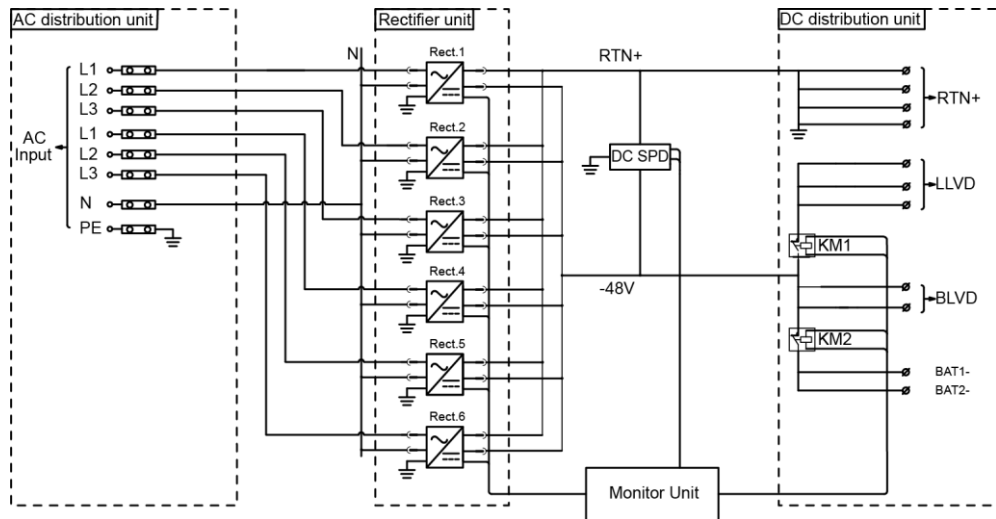 AC distribution unit
Rectifier unit
DC distribution unit
AC
Input
L1
L2
L3
L1
L2
L3
N
PE
N
Rect.1
Rect.2
Rect.3
Rect.4
Rect.5
Rect.6
RTN+
DC SPD
-48V
Monitor Unit
RTN+
LLVD
KM1
BLVD
KM2
BAT1-
BAT2-